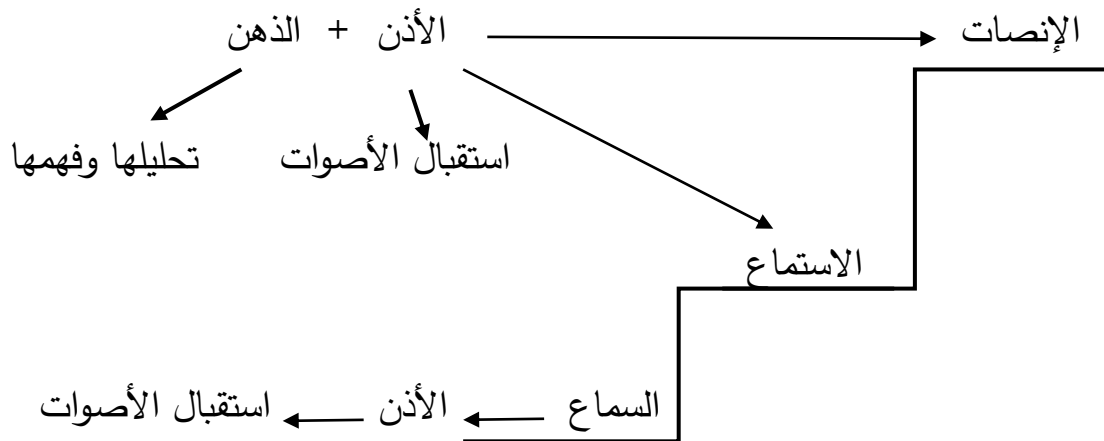 الإنصات الأذن + الذهن
استقبال الأصوات تحليلها وفهمها
الاستماع
السماع الأذن استقبال الأصوات